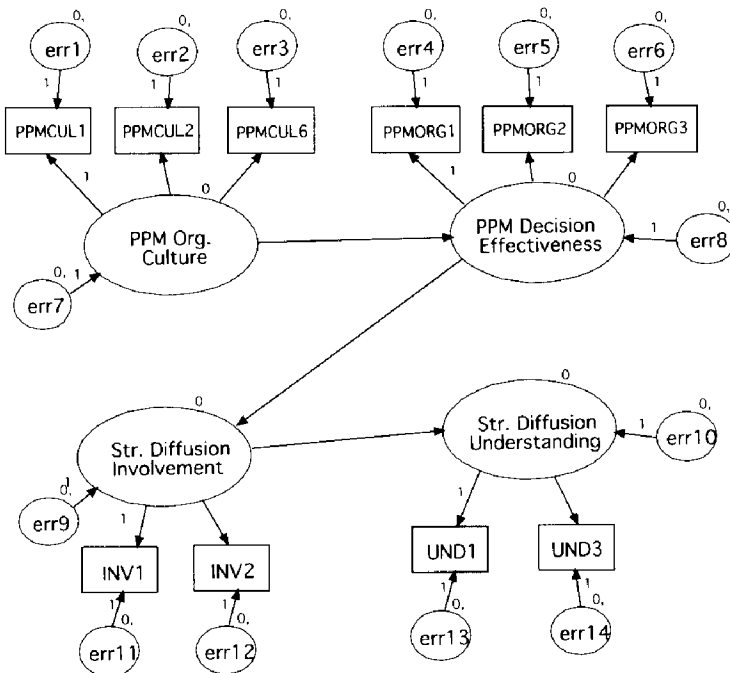 0, 0, 0, 0, 0, 0,
err1 err2 err3 err4 err5 err6
1 1 1 1 1 1
PPMCUL1 PPMCUL2 PPMCUL6 PPMORG1 PPMORG2 PPMORG3
1 0 1 0
PPM Org.
Culture
PPM Decision
Effectiveness
0,
1 err8
0, 1
err7
0 0
Str. Diffusion
Involvement
Str. Diffusion
Understanding
0,
1 err10
1
0,
err9
1 1
INV1 INV2 UND1 UND3
1 0, 1 0, 1 0, 1 0,
err11 err12 err13 err14